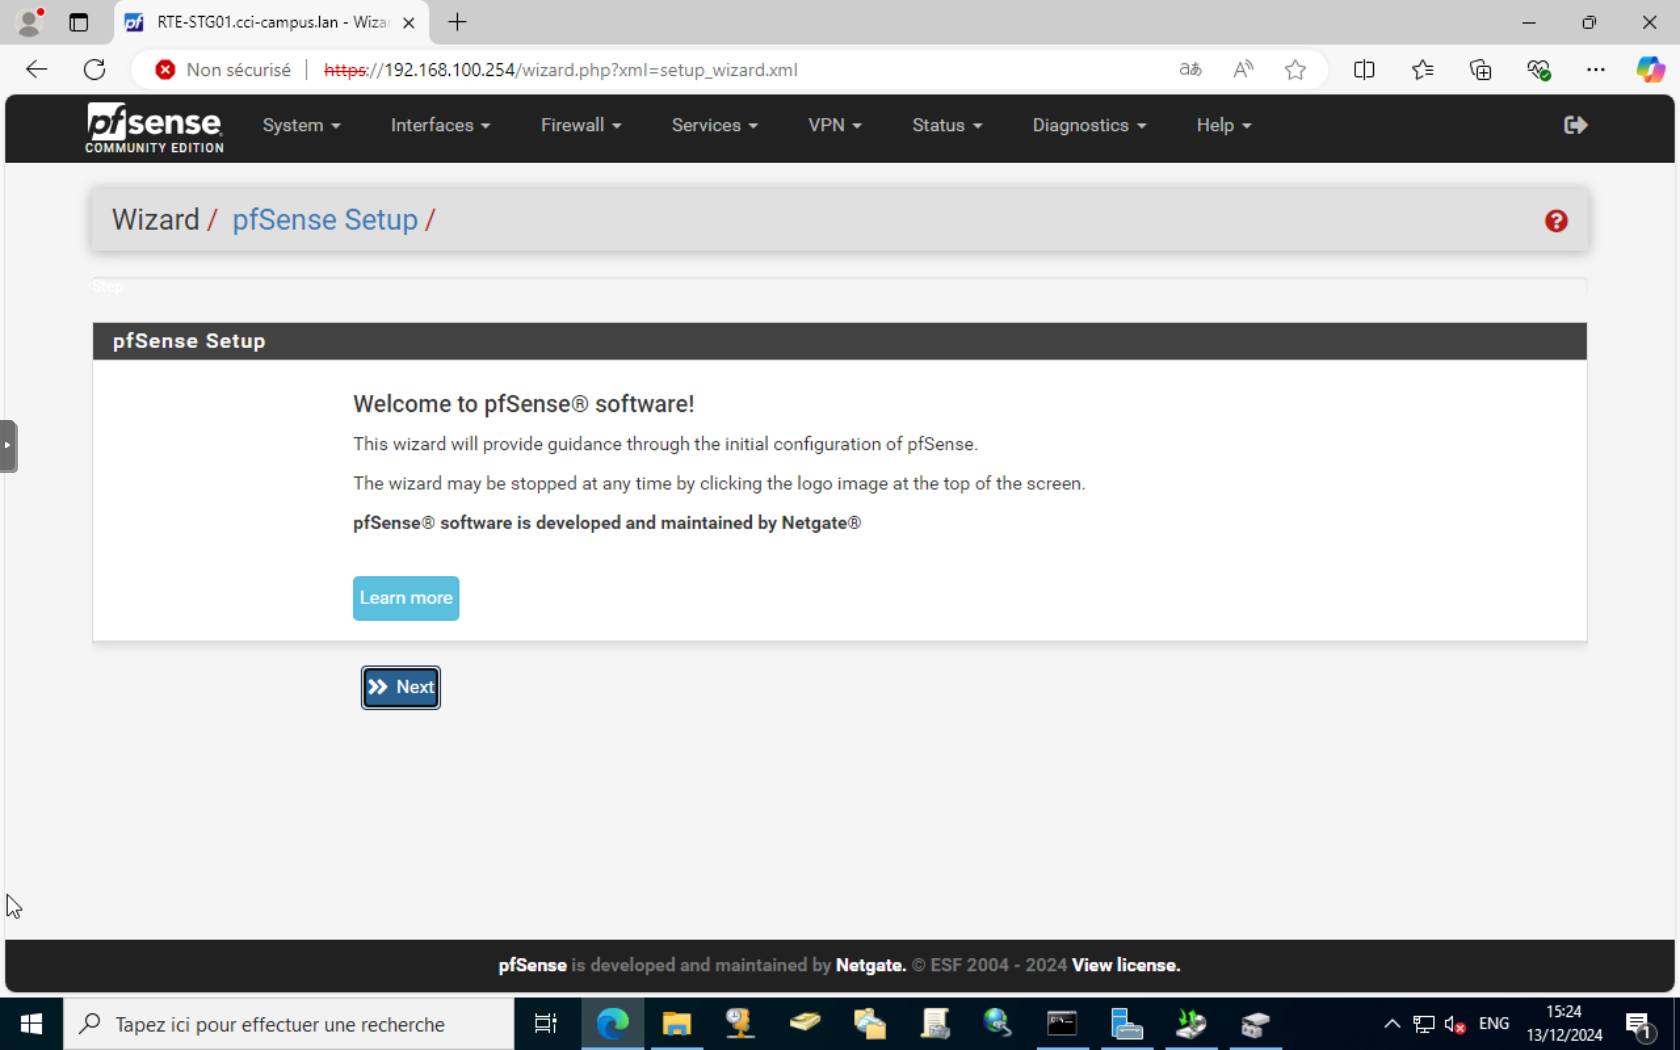 RTE-STG01.cci-campus.lan - Wiza
Non sécurisé
https://192.168.100.254/wizard.php?xml=setup_wizard.xml
pfsense
COMMUNITY EDITION
System
Interfaces
Firewall
Services
VPN
Status
Diagnostics
Help
Wizard / pfSense Setup /
Step
pfSense Setup
Welcome to pfSense® software!
This wizard will provide guidance through the initial configuration of pfSense.
The wizard may be stopped at any time by clicking the logo image at the top of the screen.
pfSense® software is developed and maintained by Netgate®
Learn more
Next
pfSense is developed and maintained by Netgate. © ESF 2004 - 2024 View license.
Tapez ici pour effectuer une recherche
ENG
15:24
13/12/2024
1